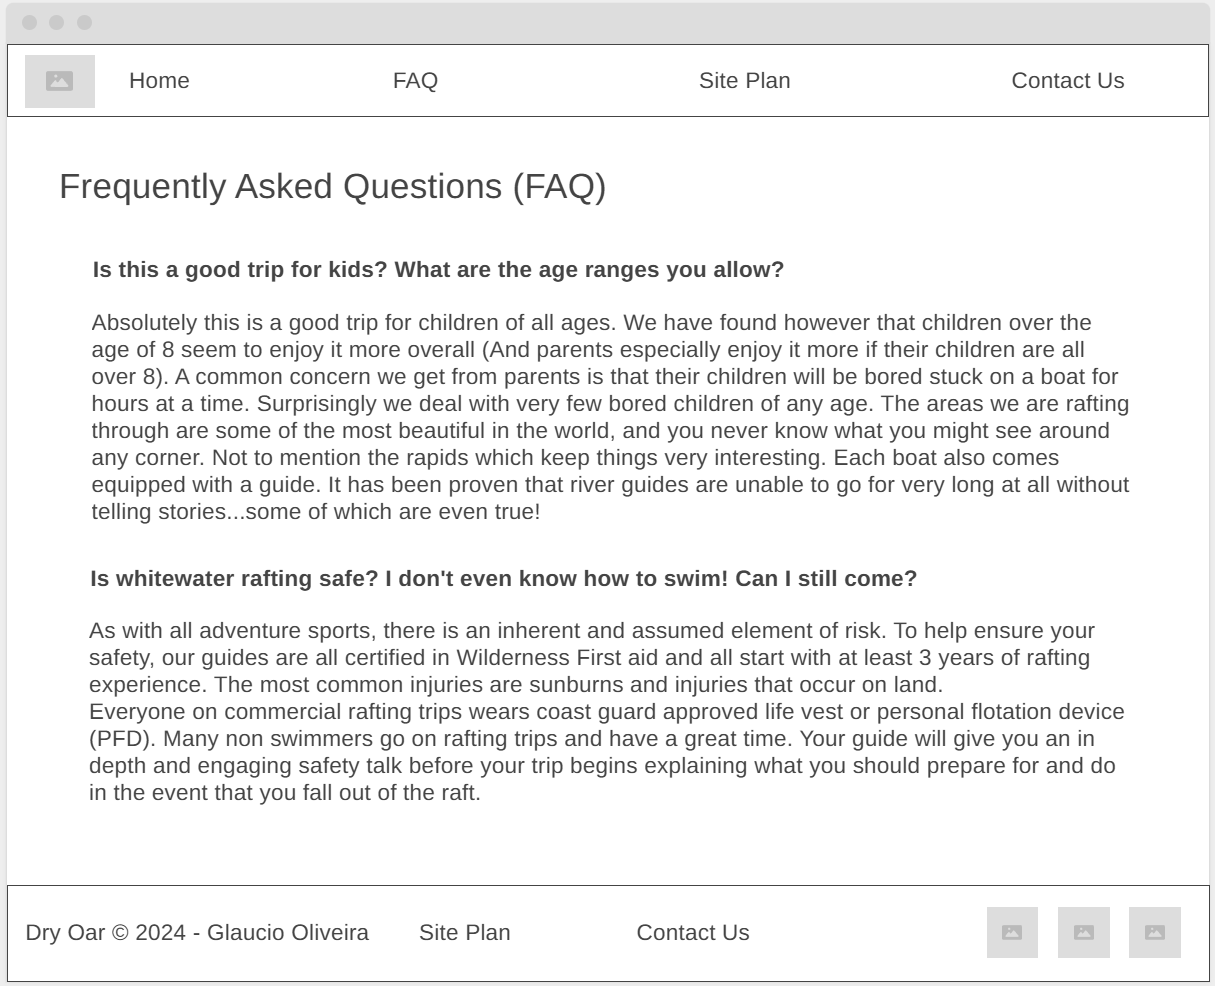 Home FAQ Site Plan Contact Us
Frequently Asked Questions (FAQ)
Is this a good trip for kids? What are the age ranges you allow?
Absolutely this is a good trip for children of all ages. We have found however that children over the
age of 8 seem to enjoy it more overall (And parents especially enjoy it more if their children are all
over 8). A common concern we get from parents is that their children will be bored stuck on a boat for
hours at a time. Surprisingly we deal with very few bored children of any age. The areas we are rafting
through are some of the most beautiful in the world, and you never know what you might see around
any corner. Not to mention the rapids which keep things very interesting. Each boat also comes
equipped with a guide. It has been proven that river guides are unable to go for very long at all without
telling stories...some of which are even true!
Is whitewater rafting safe? I don't even know how to swim! Can I still come?
As with all adventure sports, there is an inherent and assumed element of risk. To help ensure your
safety, our guides are all certified in Wilderness First aid and all start with at least 3 years of rafting
experience. The most common injuries are sunburns and injuries that occur on land.
Everyone on commercial rafting trips wears coast guard approved life vest or personal flotation device
(PFD). Many non swimmers go on rafting trips and have a great time. Your guide will give you an in
depth and engaging safety talk before your trip begins explaining what you should prepare for and do
in the event that you fall out of the raft.
Dry Oar © 2024 - Glaucio Oliveira Site Plan Contact Us